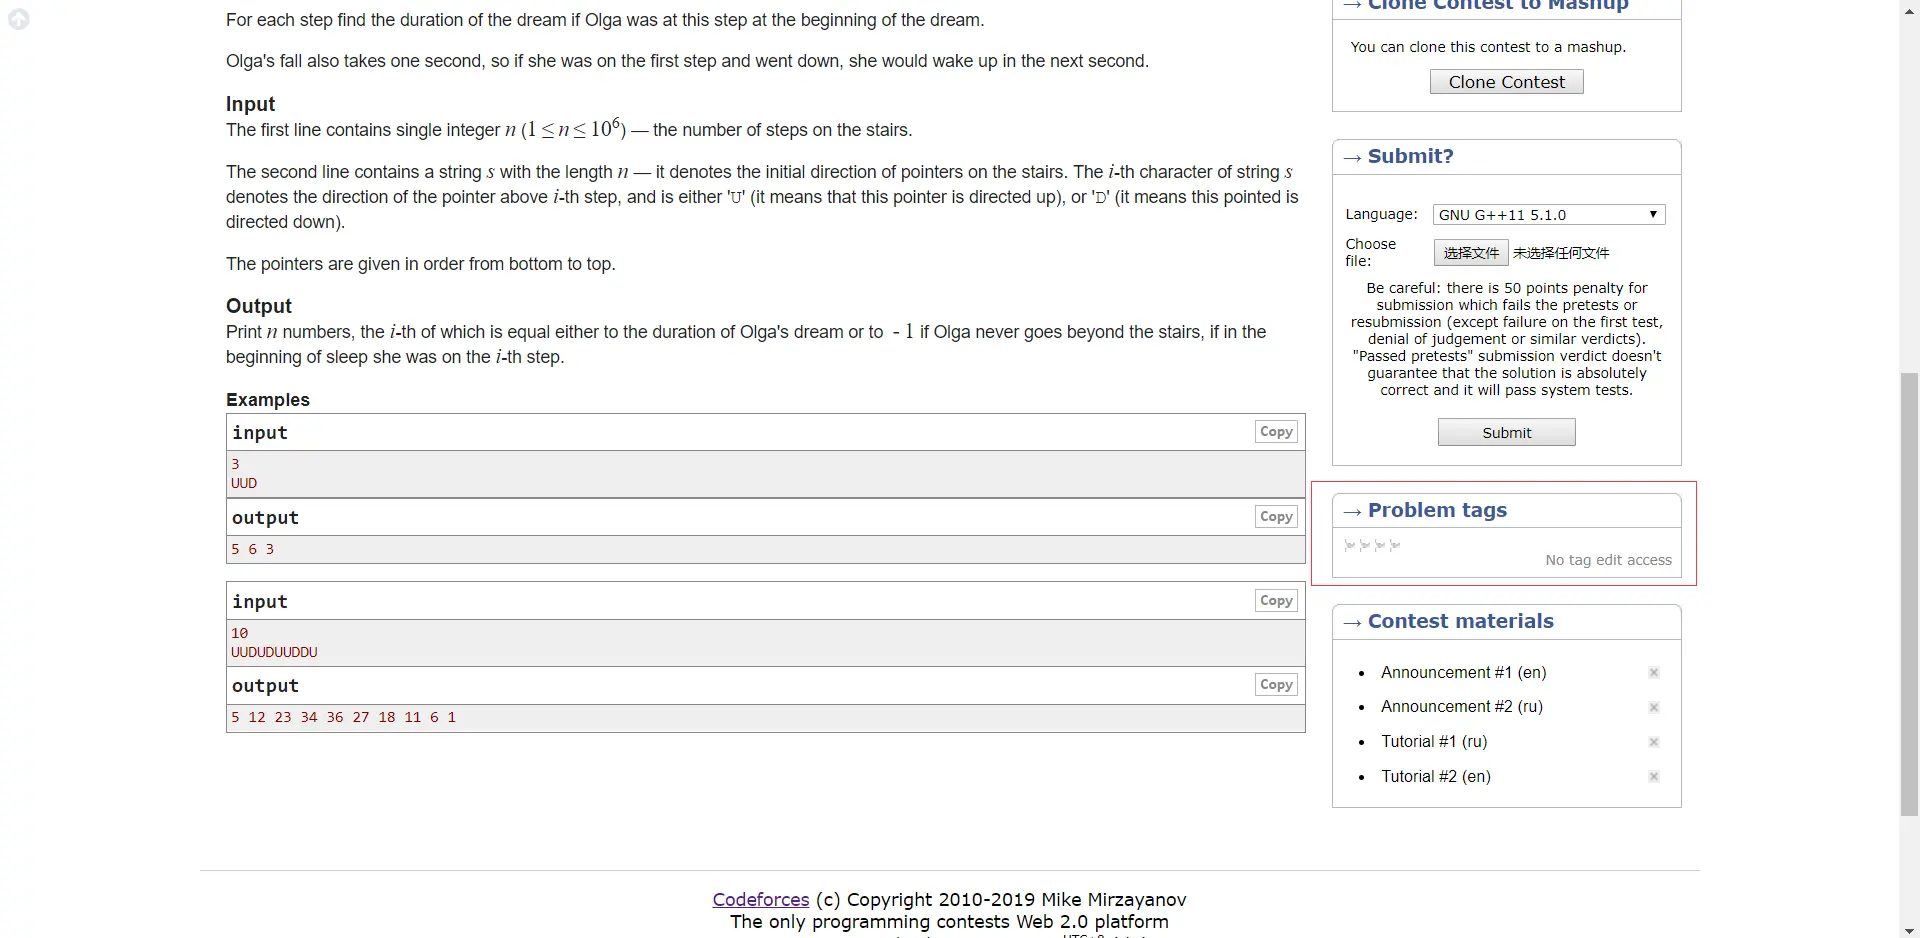 For each step find the duration of the dream if Olga was at this step at the beginning of the dream.
Olga's fall also takes one second, so if she was on the first step and went down, she would wake up in the next second.
Input
The first line contains single integer n (1 ≤ n ≤ 10⁶) — the number of steps on the stairs.
The second line contains a string s with the length n — it denotes the initial direction of pointers on the stairs. The i-th character of string s
denotes the direction of the pointer above i-th step, and is either 'U' (it means that this pointer is directed up), or 'D' (it means this pointed is
directed down).
The pointers are given in order from bottom to top.
Output
Print n numbers, the i-th of which is equal either to the duration of Olga's dream or to  - 1 if Olga never goes beyond the stairs, if in the
beginning of sleep she was on the i-th step.
Examples
input
Copy
3
UUD
output
Copy
5 6 3
input
Copy
10
UUDUDUUDDU
output
Copy
5 12 23 34 36 27 18 11 6 1
→ Clone Contest to Mashup
You can clone this contest to a mashup.
Clone Contest
→ Submit?
Language: GNU G++11 5.1.0
Choose
file:
选择文件 未选择任何文件
Be careful: there is 50 points penalty for
submission which fails the pretests or
resubmission (except failure on the first test,
denial of judgement or similar verdicts).
"Passed pretests" submission verdict doesn't
guarantee that the solution is absolutely
correct and it will pass system tests.
Submit
→ Problem tags
No tag edit access
→ Contest materials
Announcement #1 (en)
Announcement #2 (ru)
Tutorial #1 (ru)
Tutorial #2 (en)
Codeforces (c) Copyright 2010-2019 Mike Mirzayanov
The only programming contests Web 2.0 platform